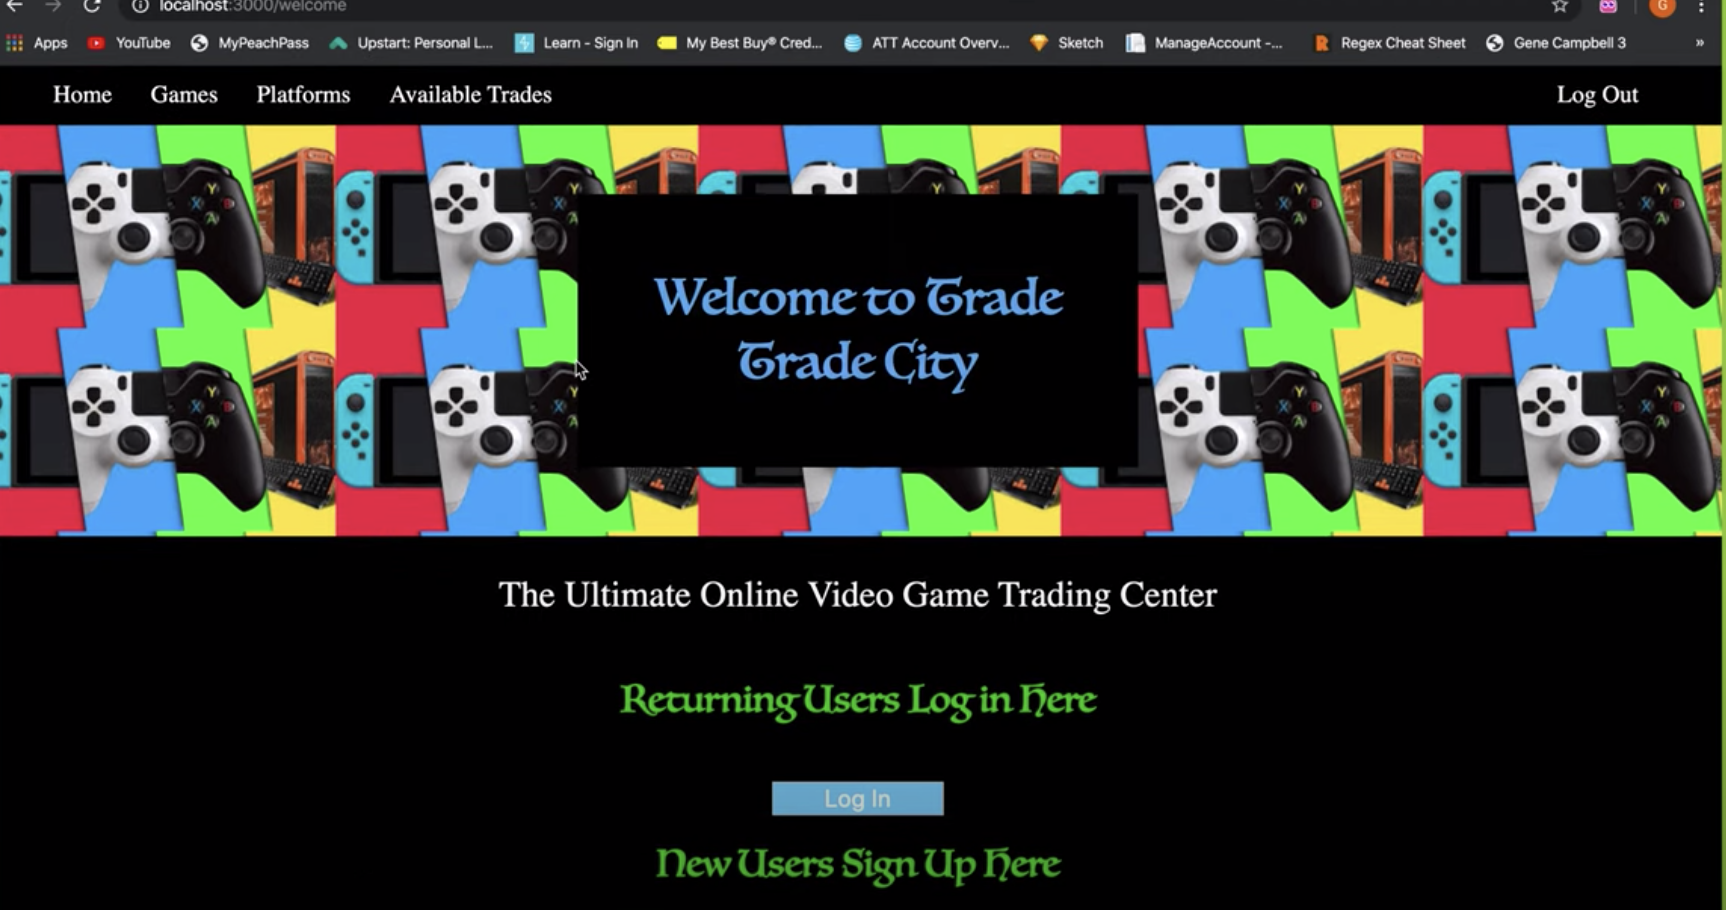 localhost:3000/welcome
Apps YouTube MyPeachPass Upstart: Personal L... Learn - Sign In My Best Buy® Cred... ATT Account Overv... Sketch ManageAccount -... Regex Cheat Sheet Gene Campbell 3 »
Home Games Platforms Available Trades Log Out
Welcome to Trade
Trade City
The Ultimate Online Video Game Trading Center
Returning Users Log in Here
Log In
New Users Sign Up Here